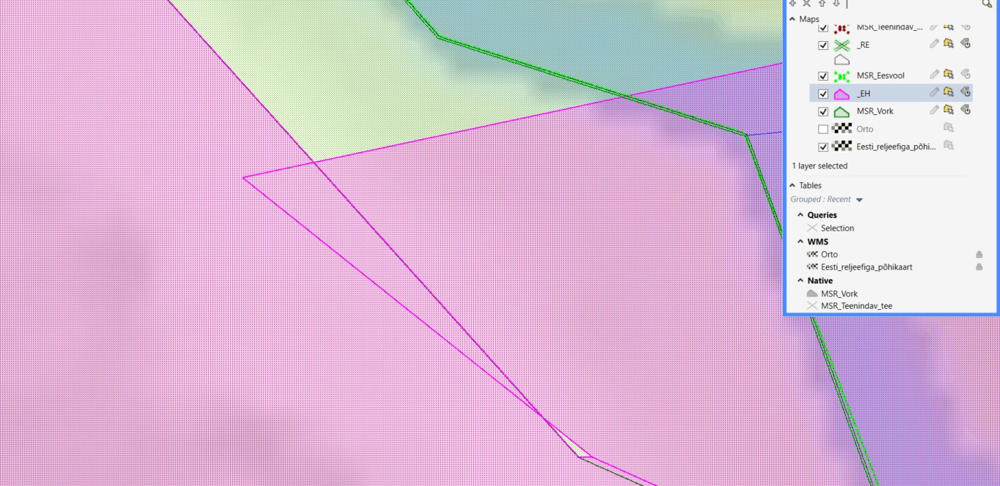 Maps
MSR_Teenindav_...
_RE
MSR_Eesvool
_EH
MSR_Vork
Orto
Eesti_reljeefiga_põhi...
1 layer selected
Tables
Grouped : Recent
Queries
Selection
WMS
Orto
Eesti_reljeefiga_põhikaart
Native
MSR_Vork
MSR_Teenindav_tee